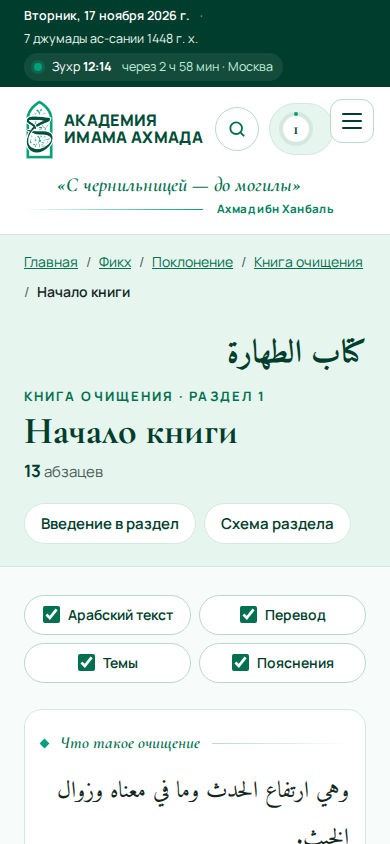 Вторник, 17 ноября 2026 г. ·
7 джумады ас-сании 1448 г. х.
Зухр 12:14 через 2 ч 58 мин · Москва
АКАДЕМИЯ
ИМАМА АХМАДА
1
«С чернильницей — до могилы»
Ахмад ибн Ханбаль
Главная / Фикх / Поклонение / Книга очищения
/ Начало книги
كتاب الطهارة
КНИГА ОЧИЩЕНИЯ · РАЗДЕЛ 1
Начало книги
13 абзацев
Введение в раздел Схема раздела
Арабский текст Перевод
Темы Пояснения
Что такое очищение
وهي ارتفاع الحدث وما في معناه وزوال
الخبث.